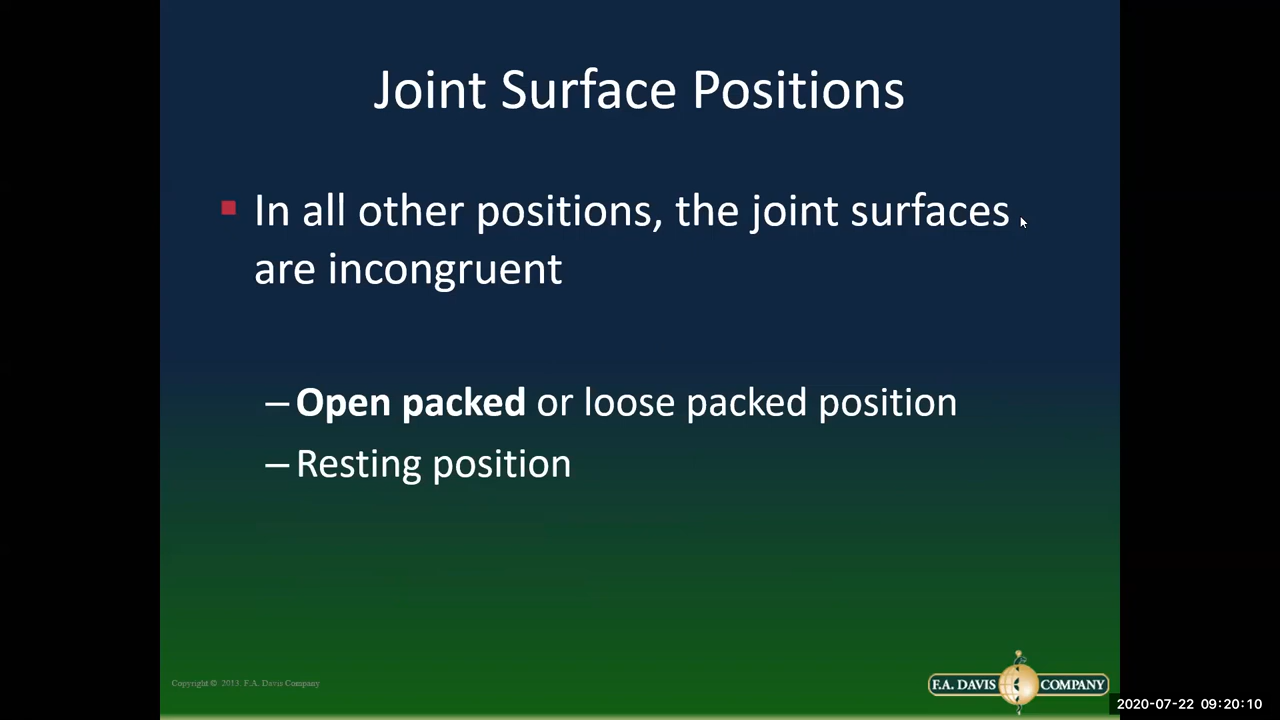 Joint Surface Positions
In all other positions, the joint surfaces
are incongruent
– Open packed or loose packed position
– Resting position
Copyright © 2013. F.A. Davis Company
F.A. DAVIS COMPANY
2020-07-22 09:20:10